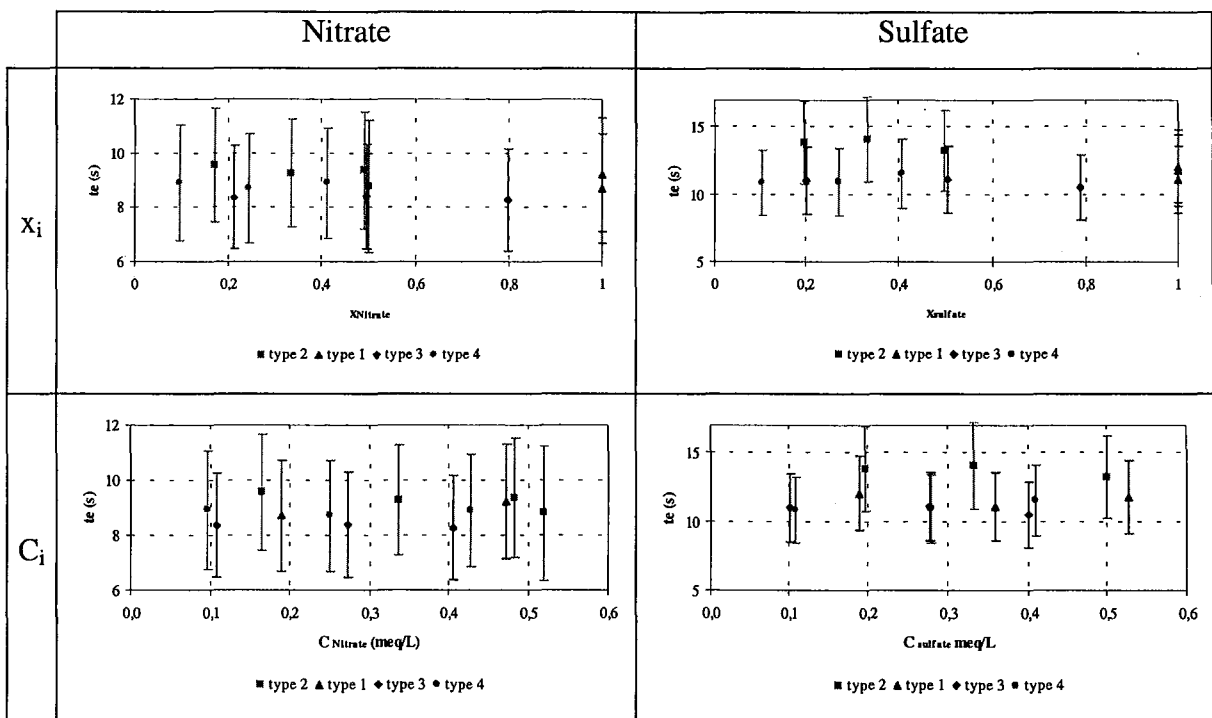 Nitrate
Sulfate
Xi
te (s)
12
10
8
6
0
0,2
0,4
0,6
0,8
1
XNitrate
■ type 2 ▲ type 1 ◆ type 3 ● type 4
te (s)
15
10
5
0
0,2
0,4
0,6
0,8
1
Xsulfate
■ type 2 ▲ type 1 ◆ type 3 ● type 4
Ci
te (s)
12
10
8
6
0,0
0,1
0,2
0,3
0,4
0,5
0,6
C Nitrate (meq/L)
■ type 2 ▲ type 1 ◆ type 3 ● type 4
te (s)
15
10
5
0,0
0,1
0,2
0,3
0,4
0,5
0,6
C sulfate meq/L
■ type 2 ▲ type 1 ◆ type 3 ● type 4